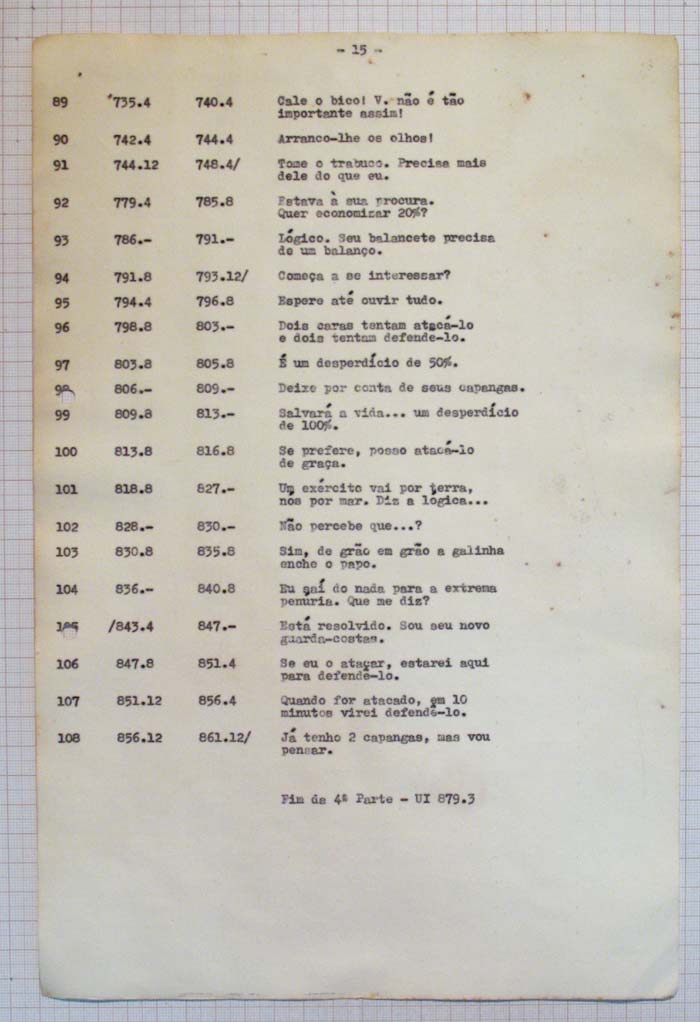 - 15 -
89 735.4 740.4 Cale o bico! V. não é tão
importante assim!
90 742.4 744.4 Arranco-lhe os olhos!
91 744.12 748.4/ Tome o trabuco. Precisa mais
dele do que eu.
92 779.4 785.8 Estava à sua procura.
Quer economizar 20%?
93 786.- 791.- Lógico. Seu balancete precisa
de um balanço.
94 791.8 793.12/ Começa a se interessar?
95 794.4 796.8 Espere até ouvir tudo.
96 798.8 803.- Dois caras tentam atacá-lo
e dois tentam defende-lo.
97 803.8 805.8 É um desperdício de 50%.
98 806.- 809.- Deixe por conta de seus capangas.
99 809.8 813.- Salvará a vida... um desperdício
de 100%.
100 813.8 816.8 Se prefere, posso atacá-lo
de graça.
101 818.8 827.- Um exército vai por terra,
nos por mar. Diz a lógica...
102 828.- 830.- Não percebe que...?
103 830.8 835.8 Sim, de grão em grão a galinha
enche o papo.
104 836.- 840.8 Eu saí do nada para a extrema
penuria. Que me diz?
105 /843.4 847.- Está resolvido. Sou seu novo
guarda-costas.
106 847.8 851.4 Se eu o ataçar, estarei aqui
para defendê-lo.
107 851.12 856.4 Quando for atacado, em 10
minutos virei defendê-lo.
108 856.12 861.12/ Já tenho 2 capangas, mas vou
pensar.
Fim da 4ª Parte - UI 879.3